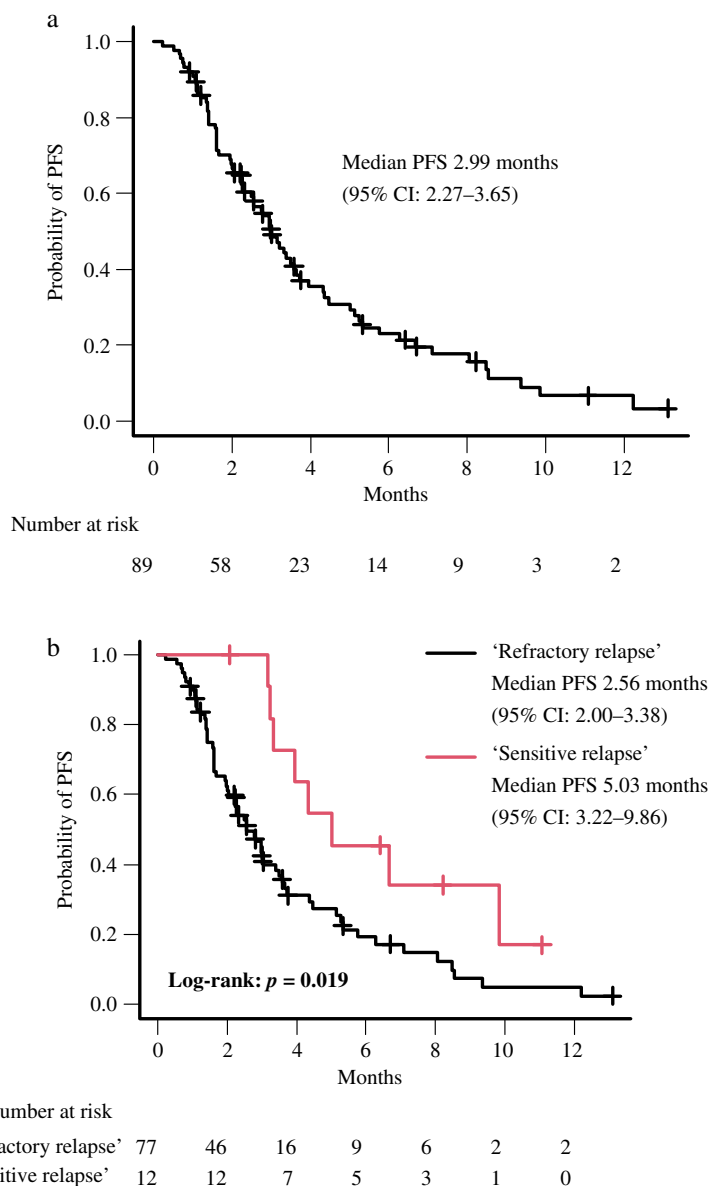 a
1.0
0.8
0.6
0.4
0.2
0.0
Probability of PFS
Median PFS 2.99 months
(95% CI: 2.27–3.65)
0 2 4 6 8 10 12
Months
Number at risk
89 58 23 14 9 3 2
b
1.0
0.8
0.6
0.4
0.2
0.0
Probability of PFS
‘Refractory relapse’
Median PFS 2.56 months
(95% CI: 2.00–3.38)
‘Sensitive relapse’
Median PFS 5.03 months
(95% CI: 3.22–9.86)
Log-rank: p = 0.019
0 2 4 6 8 10 12
Months
umber at risk
actory relapse’ 77 46 16 9 6 2 2
itive relapse’ 12 12 7 5 3 1 0